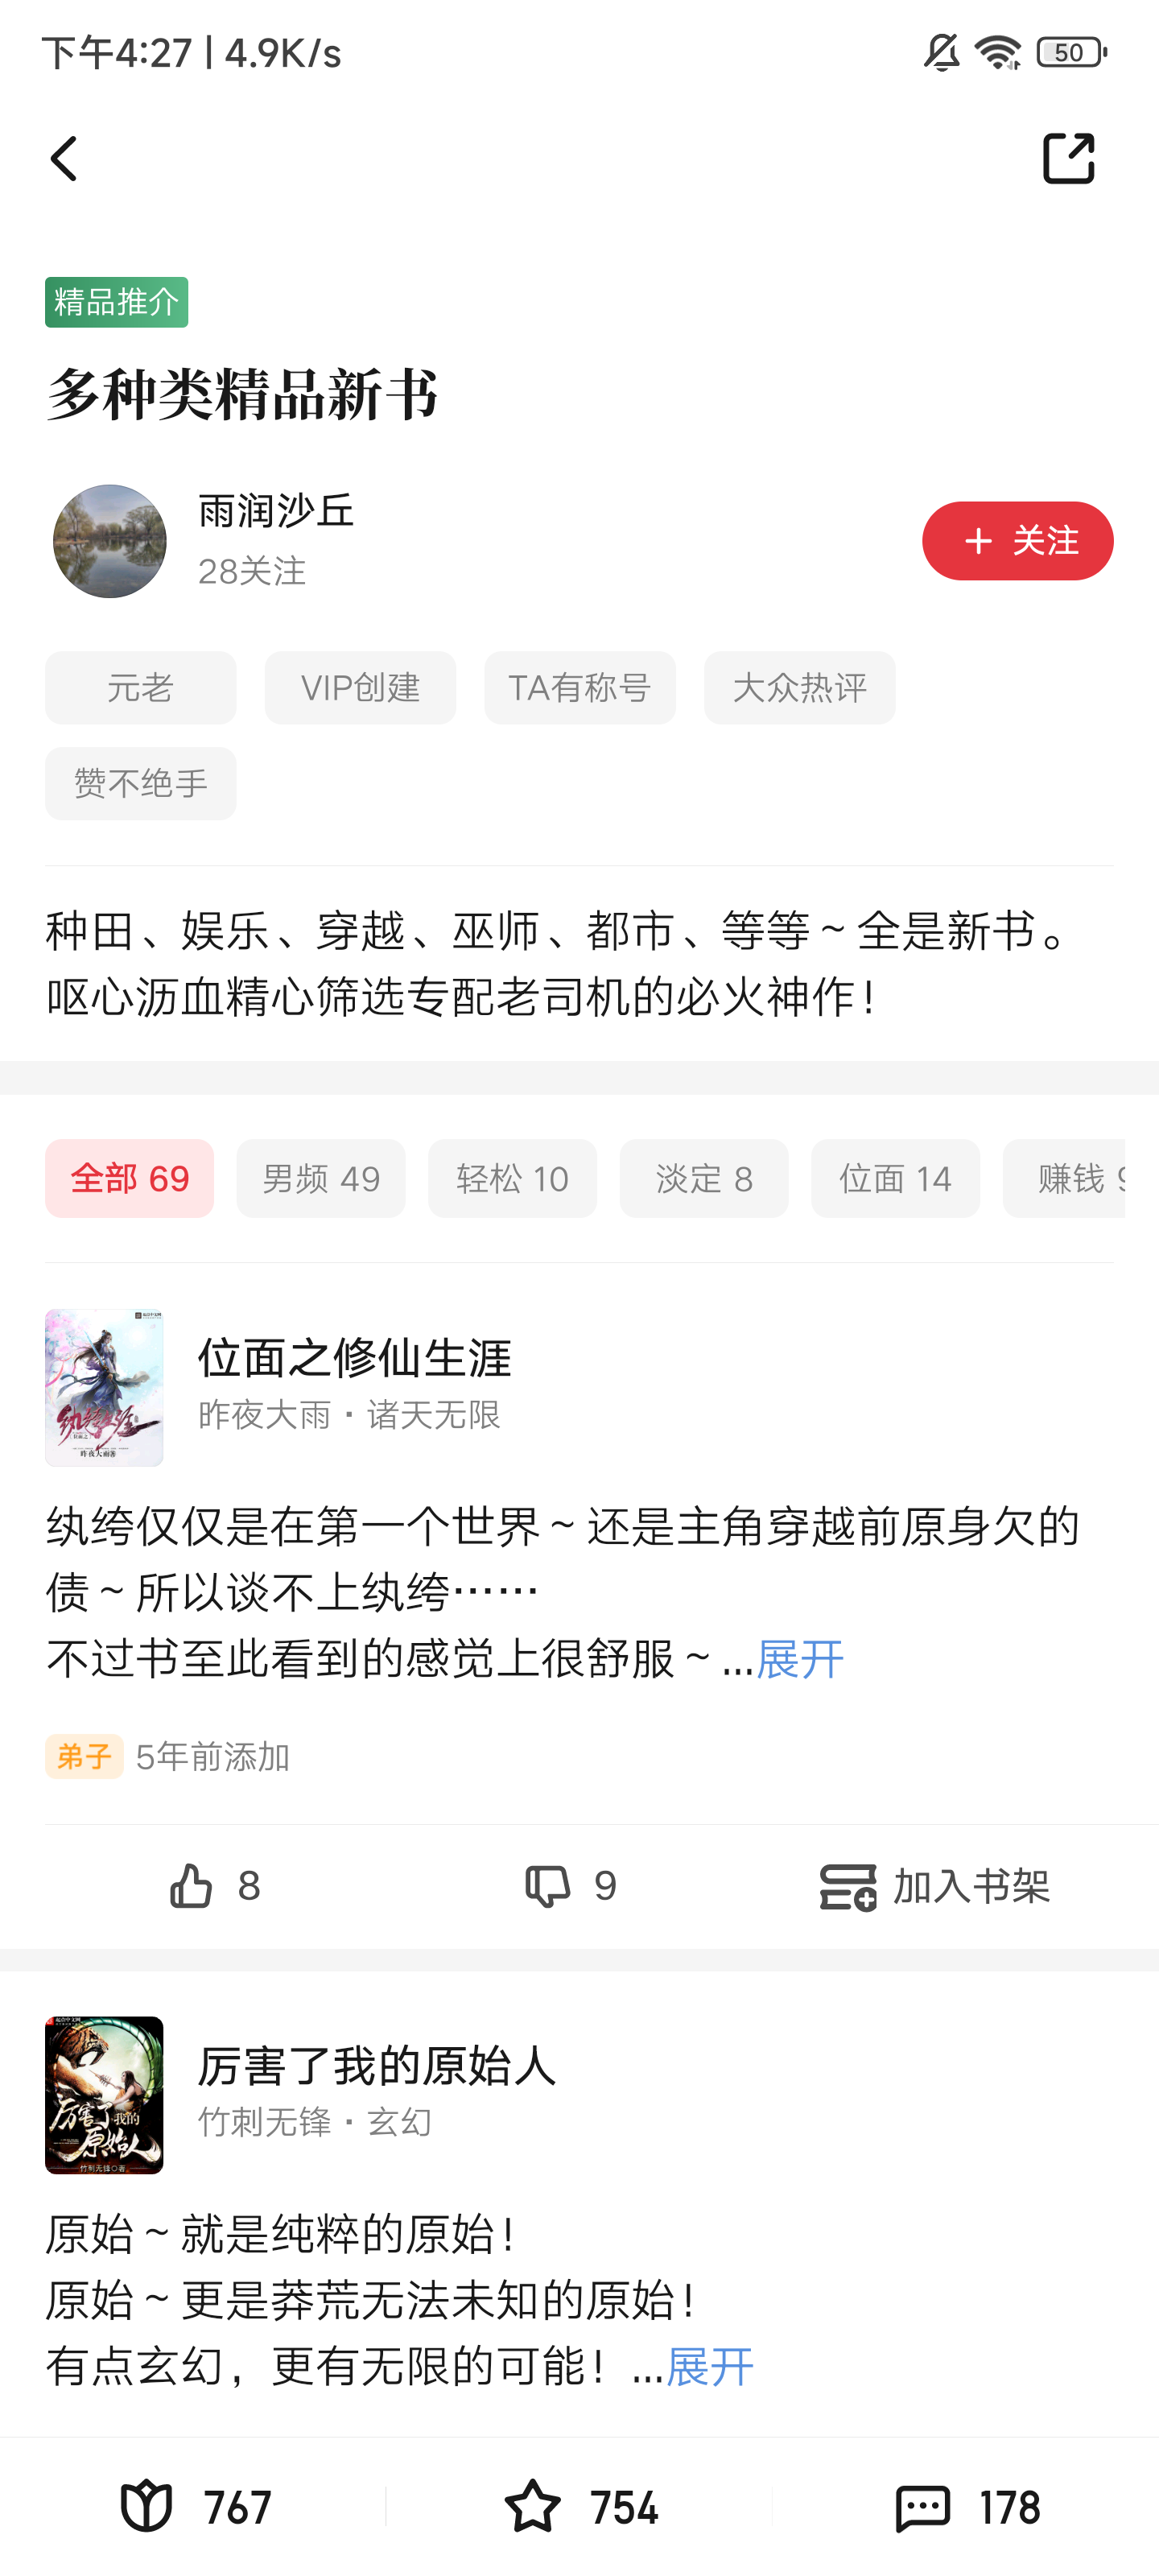 下午4:27 | 4.9K/s
50
精品推介
多种类精品新书
雨润沙丘
28关注
+ 关注
元老
VIP创建
TA有称号
大众热评
赞不绝手
种田、娱乐、穿越、巫师、都市、等等~全是新书。
呕心沥血精心筛选专配老司机的必火神作!
全部 69
男频 49
轻松 10
淡定 8
位面 14
赚钱
位面之修仙生涯
昨夜大雨 · 诸天无限
纨绔仅仅是在第一个世界~还是主角穿越前原身欠的
债~所以谈不上纨绔……
不过书至此看到的感觉上很舒服~...展开
弟子 5年前添加
8
9
加入书架
厉害了我的原始人
厉害了我的原始人
竹刺无锋 · 玄幻
原始~就是纯粹的原始!
原始~更是莽荒无法未知的原始!
有点玄幻，更有无限的可能! ...展开
767
754
178